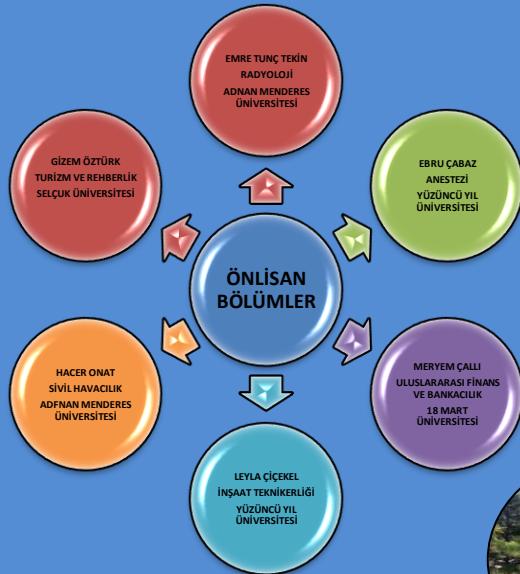 EMRE TUNÇ TEKİN
RADYOLOJİ
ADNAN MENDERES
ÜNİVERSİTESİ
GİZEM ÖZTÜRK
TURİZM VE REHBERLİK
SELÇUK ÜNİVERSİTESİ
EBRU ÇABAZ
ANESTEZİ
YÜZÜNCÜ YIL
ÜNİVERSİTESİ
ÖNLİSAN
BÖLÜMLER
HACER ONAT
SİVİL HAVACILIK
ADFNAN MENDERES
ÜNİVERSİTESİ
MERYEM ÇALLI
ULUSLARARASI FİNANS
VE BANKACILIK
18 MART
ÜNİVERSİTESİ
LEYLA ÇİÇEKEL
İNŞAAT TEKNİKERLİĞİ
YÜZÜNCÜ YIL
ÜNİVERSİTESİ